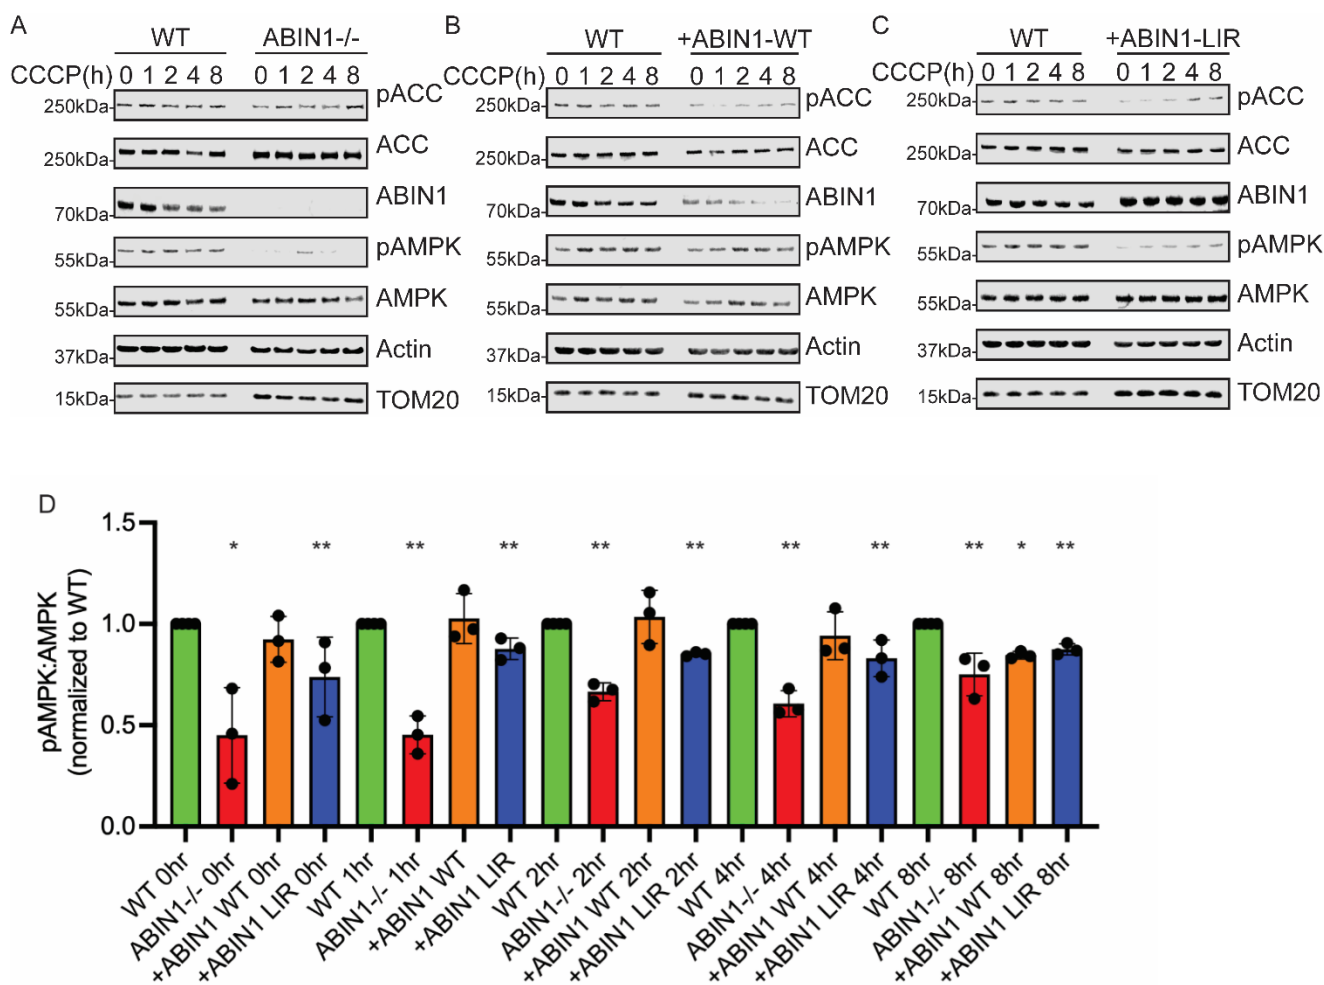 A
WT
ABIN1-/-
CCCP(h) 0 1 2 4 8 0 1 2 4 8
250kDa- pACC
250kDa- ACC
70kDa- ABIN1
55kDa- pAMPK
55kDa- AMPK
37kDa- Actin
15kDa- TOM20
B
WT
+ABIN1-WT
CCCP(h) 0 1 2 4 8 0 1 2 4 8
250kDa- pACC
250kDa- ACC
70kDa- ABIN1
55kDa- pAMPK
55kDa- AMPK
37kDa- Actin
15kDa- TOM20
C
WT
+ABIN1-LIR
CCCP(h) 0 1 2 4 8 0 1 2 4 8
250kDa- pACC
250kDa- ACC
70kDa- ABIN1
55kDa- pAMPK
55kDa- AMPK
37kDa- Actin
15kDa- TOM20
D
pAMPK:AMPK
(normalized to WT)
1.5
1.0
0.5
0.0
* ** ** ** ** ** ** ** ** * **
WT 0hr
ABIN1-/- 0hr
+ABIN1 WT 0hr
+ABIN1 LIR 0hr
WT 1hr
ABIN1-/- 1hr
+ABIN1 WT
+ABIN1 LIR
WT 2hr
ABIN1-/- 2hr
+ABIN1 WT 2hr
+ABIN1 LIR 2hr
WT 4hr
ABIN1-/- 4hr
+ABIN1 WT 4hr
+ABIN1 LIR 4hr
WT 8hr
ABIN1-/- 8hr
+ABIN1 WT 8hr
+ABIN1 LIR 8hr